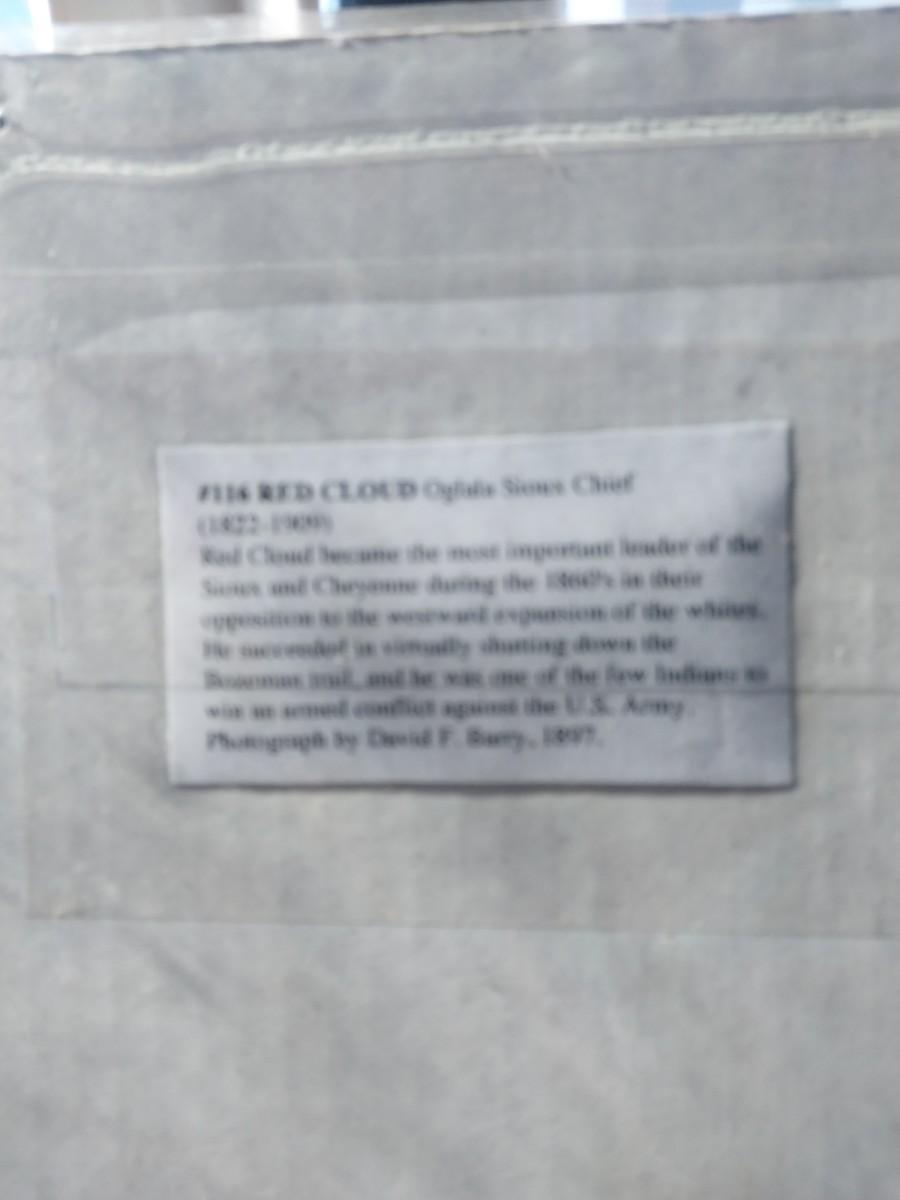 #116 RED CLOUD Oglala Sioux Chief
(1822-1909)
Red Cloud became the most important leader of the
Sioux and Cheyenne during the 1860's in their
opposition to the westward expansion of the whites.
He succeeded in virtually shutting down the
Bozeman trail, and he was one of the few Indians to
win an armed conflict against the U.S. Army.
Photograph by David F. Barry, 1897.